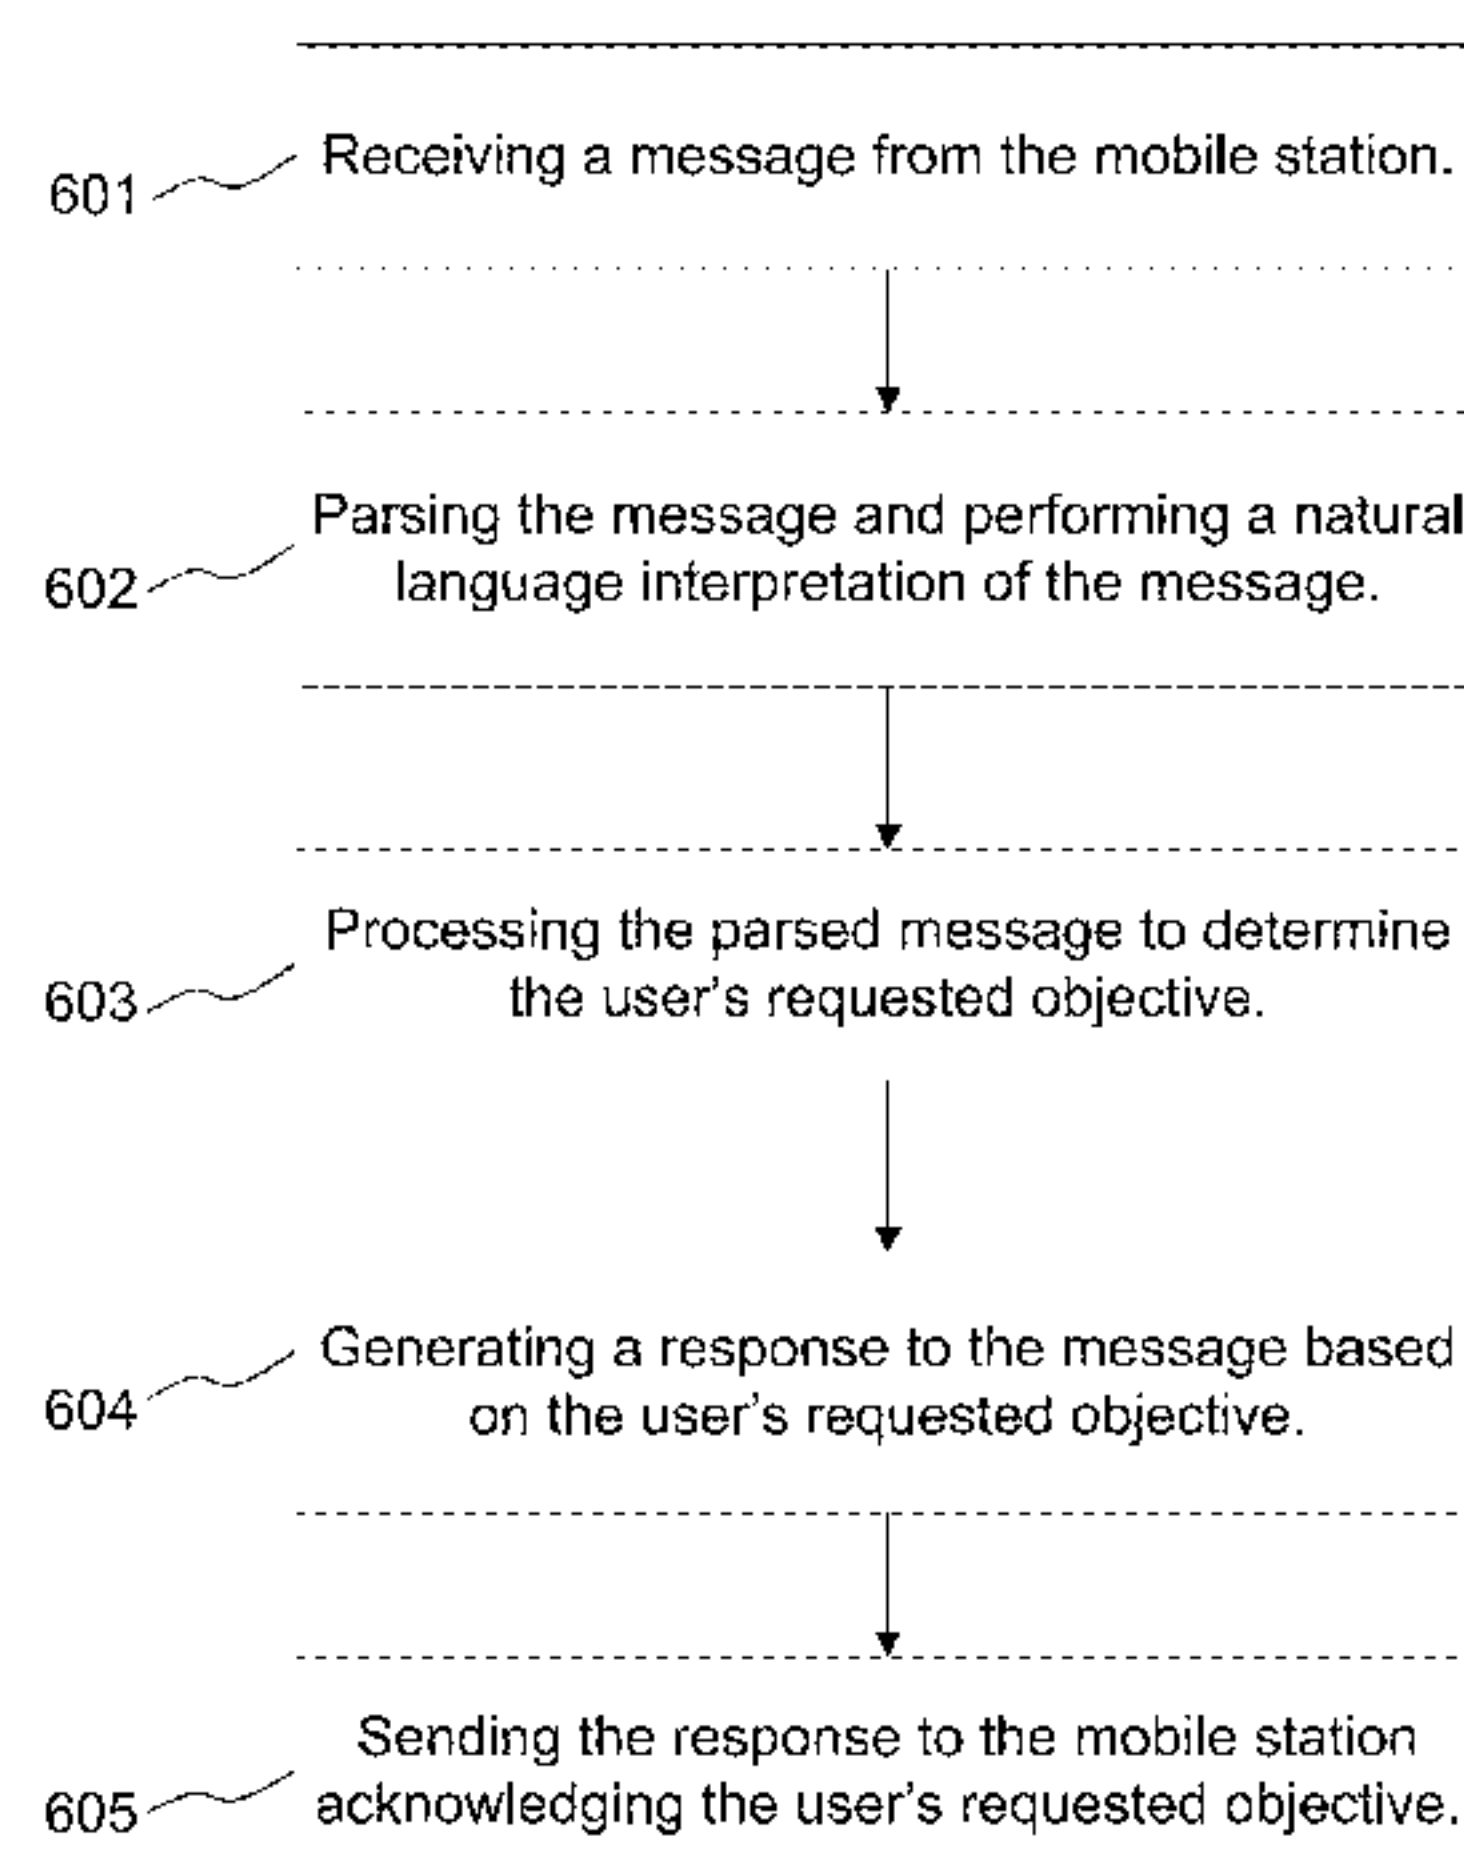 601
Receiving a message from the mobile station.
602
Parsing the message and performing a natural
language interpretation of the message.
603
Processing the parsed message to determine
the user's requested objective.
604
Generating a response to the message based
on the user's requested objective.
605
Sending the response to the mobile station
acknowledging the user's requested objective.